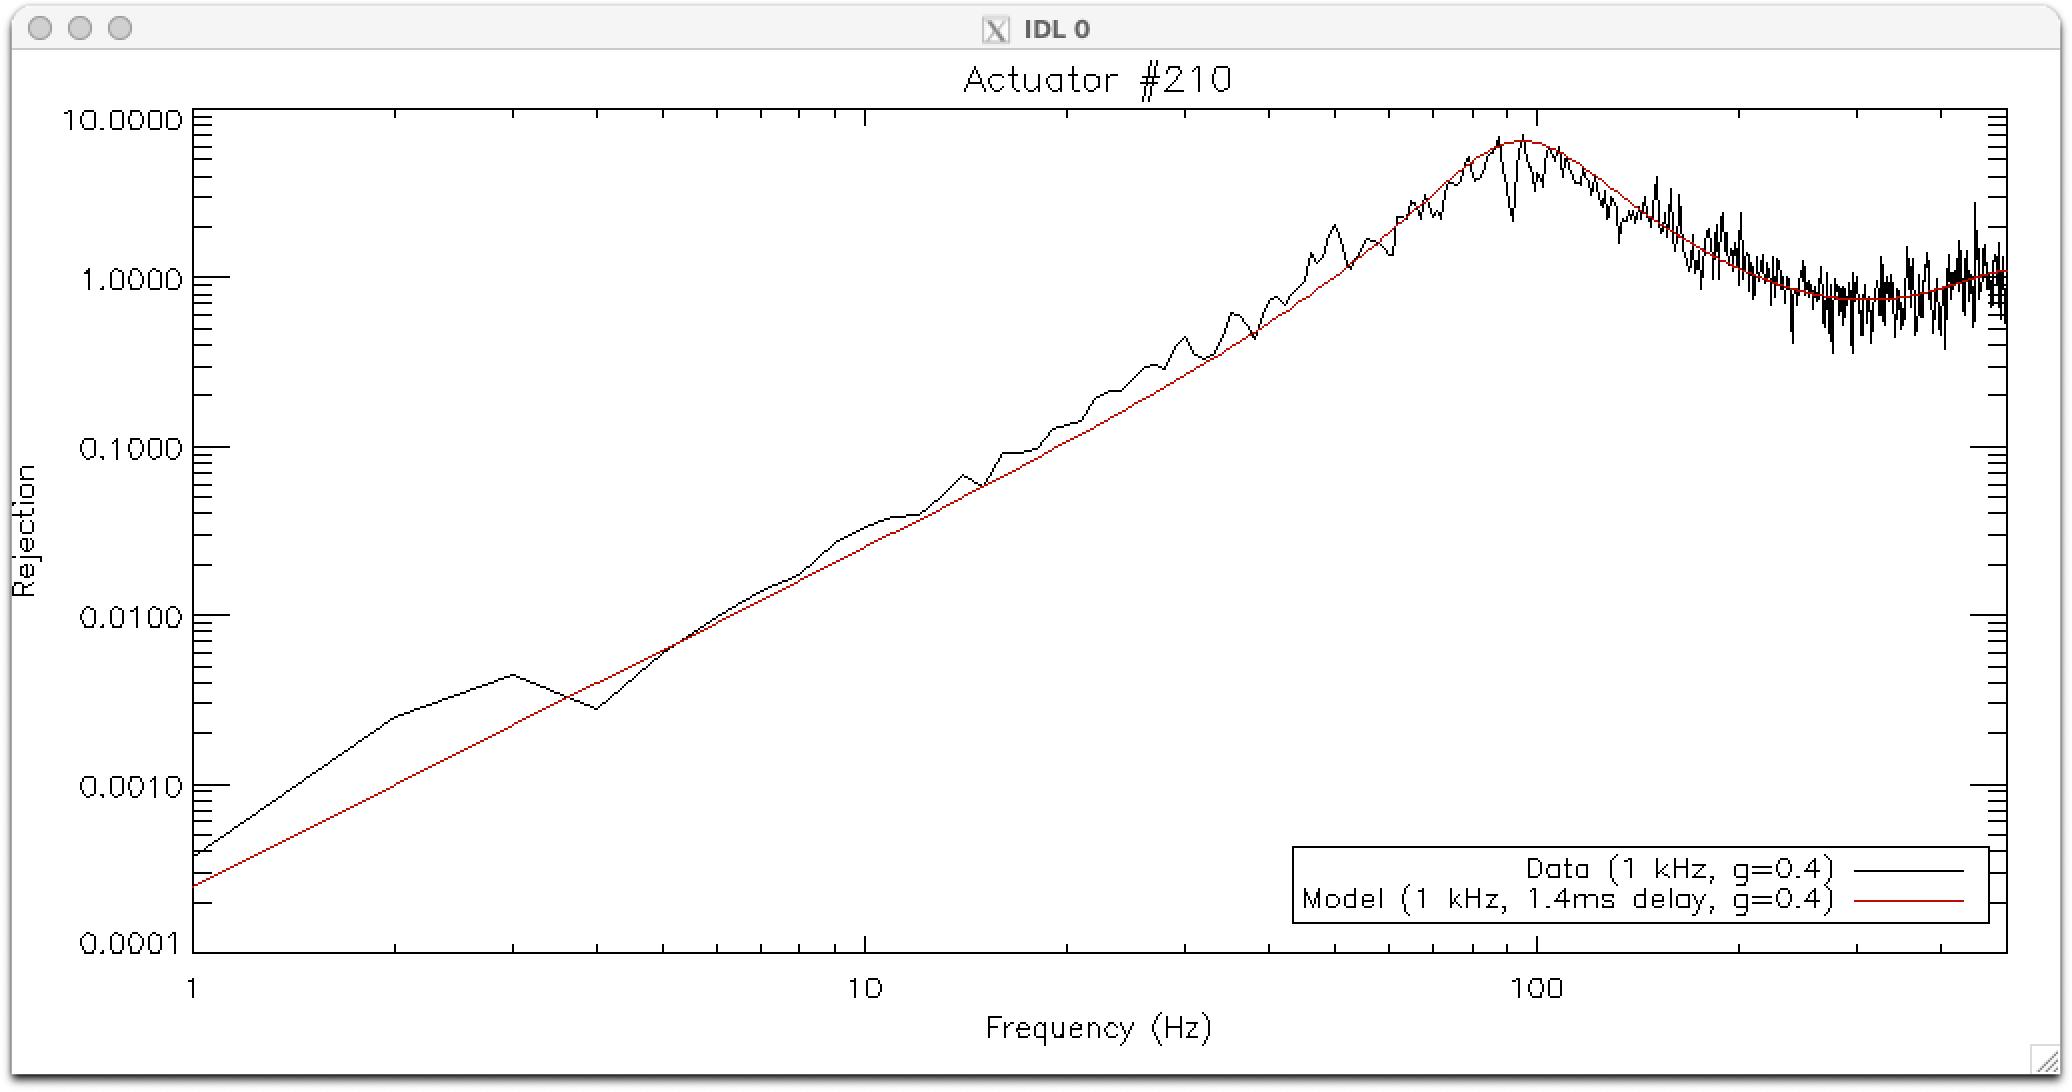 IDL 0
Actuator #210
10.0000
1.0000
0.1000
0.0100
0.0010
0.0001
Rejection
1 10 100
Frequency (Hz)
Data (1 kHz, g=0.4)
Model (1 kHz, 1.4ms delay, g=0.4)